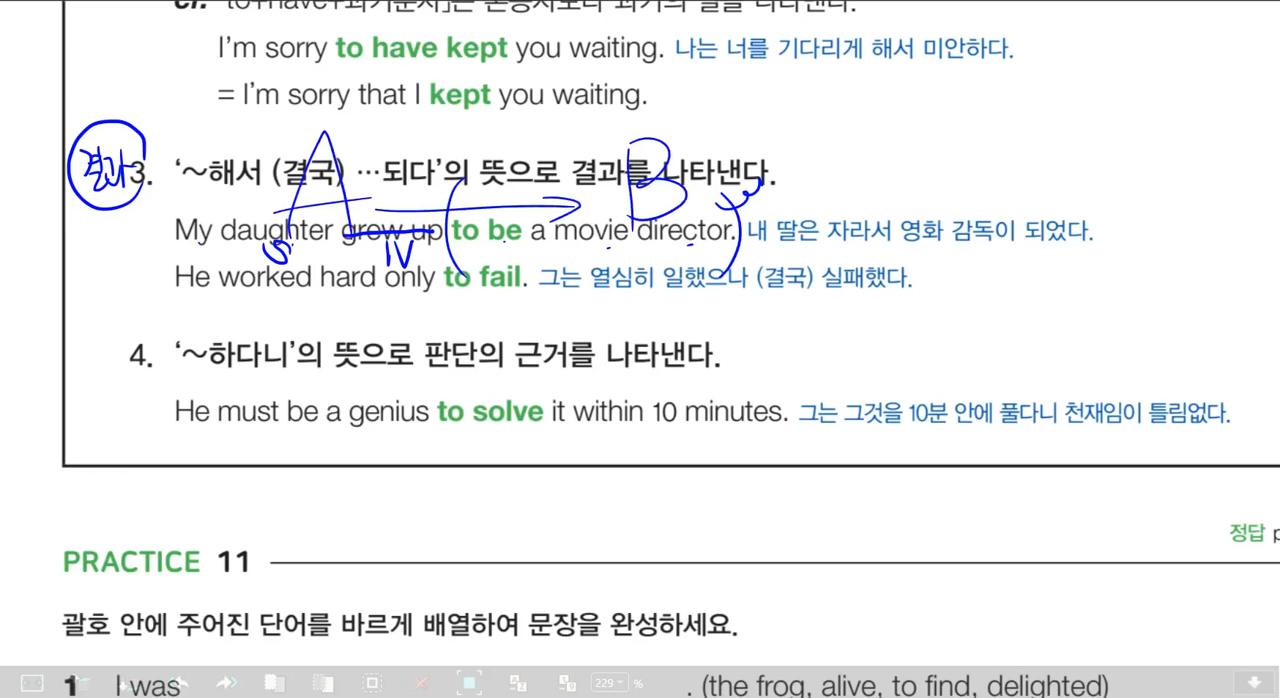 I'm sorry to have kept you waiting. 나는 너를 기다리게 해서 미안하다.
= I'm sorry that I kept you waiting.
결과
3. '~해서 (결국) …되다'의 뜻으로 결과를 나타낸다.
A → B
My daughter grow up (to be a movie director.) 내 딸은 자라서 영화 감독이 되었다.
S IV
He worked hard only to fail. 그는 열심히 일했으나 (결국) 실패했다.
4. '~하다니'의 뜻으로 판단의 근거를 나타낸다.
He must be a genius to solve it within 10 minutes. 그는 그것을 10분 안에 풀다니 천재임이 틀림없다.
정답
PRACTICE 11
괄호 안에 주어진 단어를 바르게 배열하여 문장을 완성하세요.
1 I was . (the frog, alive, to find, delighted)
229 %